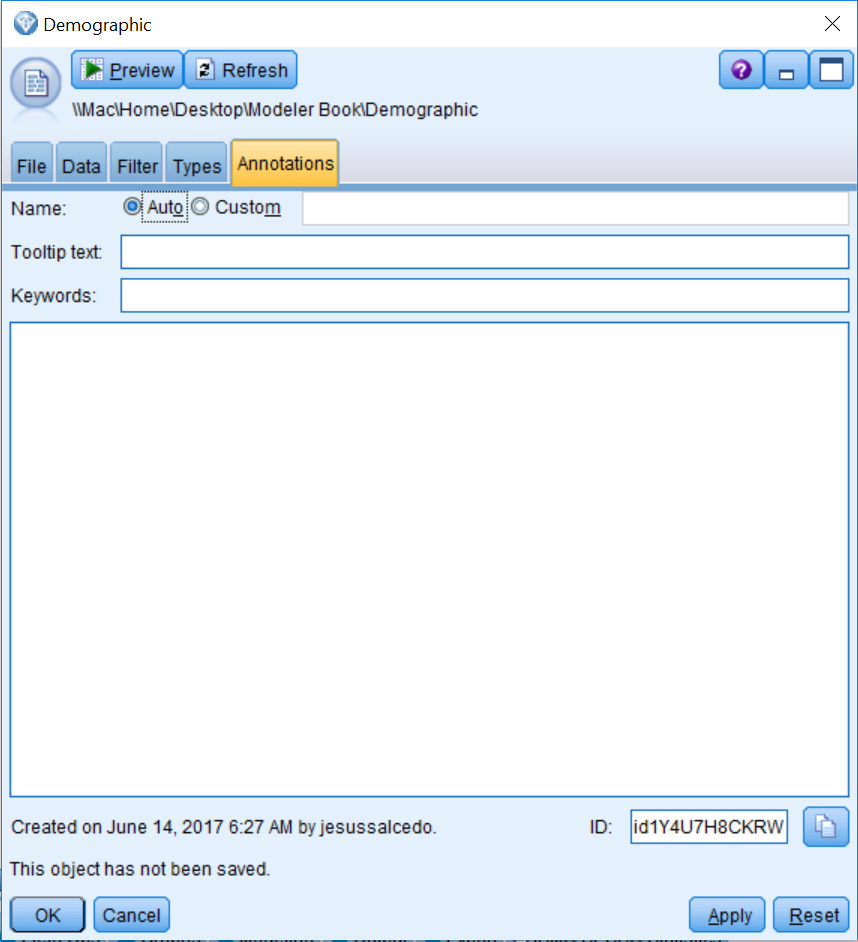 Demographic
Preview Refresh
\\Mac\Home\Desktop\Modeler Book\Demographic
File Data Filter Types Annotations
Name: Auto Custom
Tooltip text:
Keywords:
Created on June 14, 2017 6:27 AM by jesussalcedo. ID: id1Y4U7H8CKRW
This object has not been saved.
OK Cancel Apply Reset